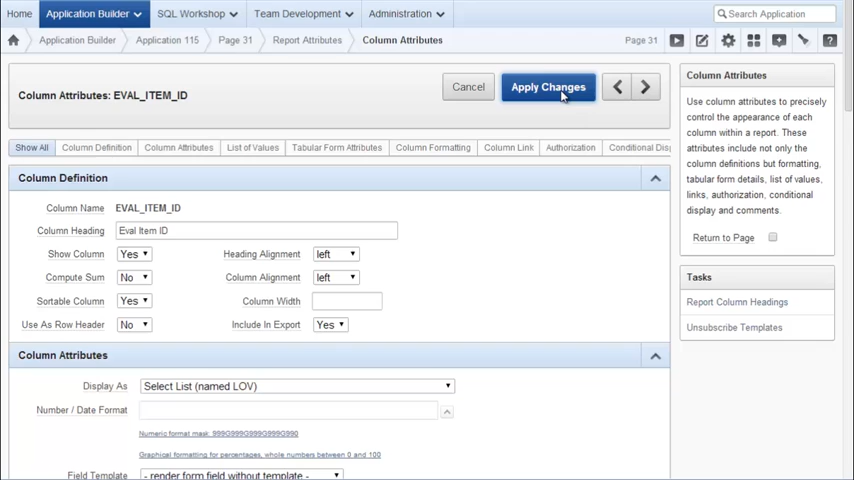 Home Application Builder SQL Workshop Team Development Administration Search Application
Application Builder Application 115 Page 31 Report Attributes Column Attributes Page 31
Column Attributes: EVAL_ITEM_ID Cancel Apply Changes
Show All Column Definition Column Attributes List of Values Tabular Form Attributes Column Formatting Column Link Authorization Conditional Disp
Column Definition
Column Name EVAL_ITEM_ID
Column Heading Eval Item ID
Show Column Yes Heading Alignment left
Compute Sum No Column Alignment left
Sortable Column Yes Column Width
Use As Row Header No Include In Export Yes
Column Attributes
Display As Select List (named LOV)
Number / Date Format
Numeric format mask: 999G999G999G999G990
Graphical formatting for percentages, whole numbers between 0 and 100
Field Template - render form field without template -
Column Attributes
Use column attributes to precisely
control the appearance of each
column within a report. These
attributes include not only the
column definitions but formatting,
tabular form details, list of values,
links, authorization, conditional
display and comments.
Return to Page
Tasks
Report Column Headings
Unsubscribe Templates